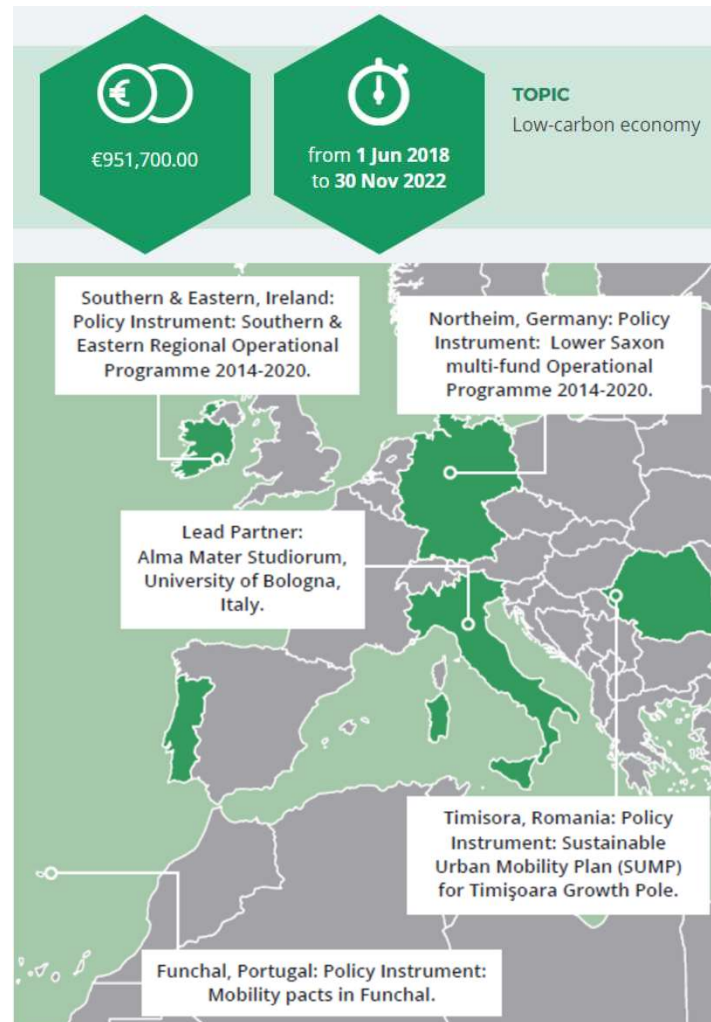 €951,700.00
from 1 Jun 2018
to 30 Nov 2022
TOPIC
Low-carbon economy
Southern & Eastern, Ireland:
Policy Instrument: Southern &
Eastern Regional Operational
Programme 2014-2020.
Northeim, Germany: Policy
Instrument: Lower Saxon
multi-fund Operational
Programme 2014-2020.
Lead Partner:
Alma Mater Studiorum,
University of Bologna,
Italy.
Timisora, Romania: Policy
Instrument: Sustainable
Urban Mobility Plan (SUMP)
for Timişoara Growth Pole.
Funchal, Portugal: Policy Instrument:
Mobility pacts in Funchal.